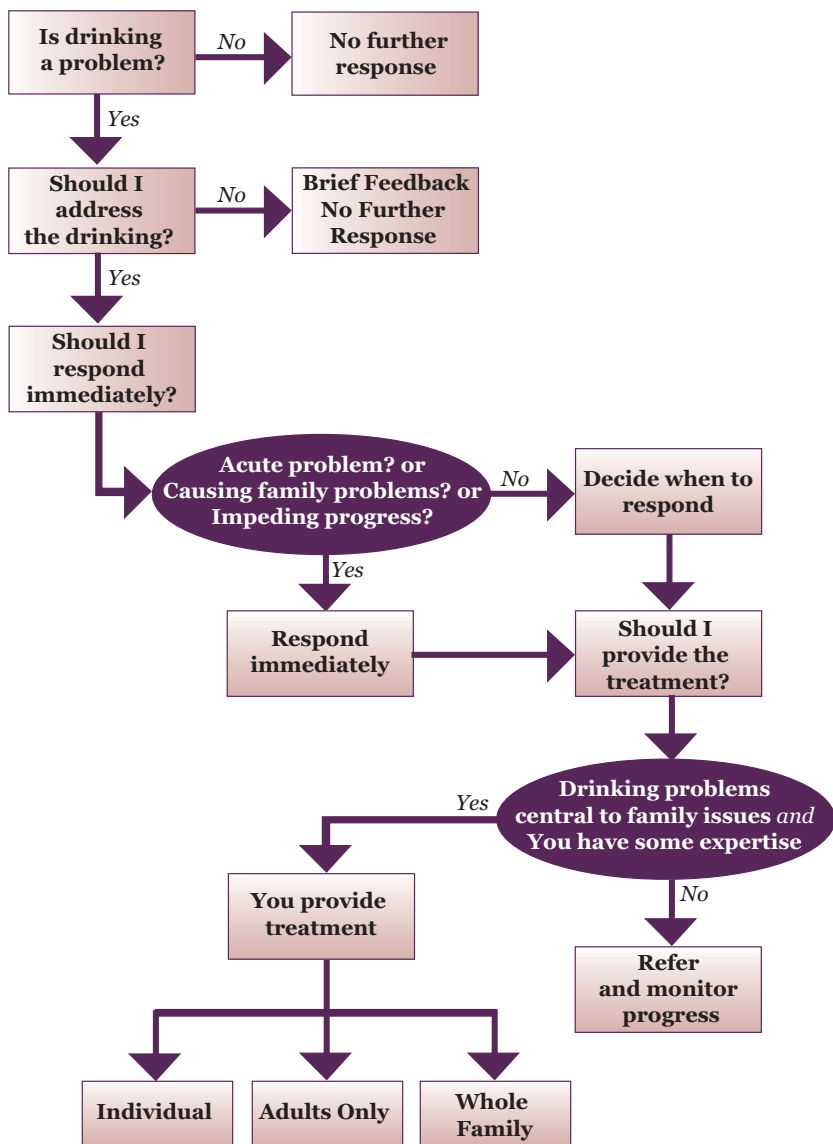 Is drinking
a problem?
No
No further
response
Yes
Should I
address
the drinking?
No
Brief Feedback
No Further
Response
Yes
Should I
respond
immediately?
Acute problem? or
Causing family problems? or
Impeding progress?
No
Decide when to
respond
Yes
Respond
immediately
Should I
provide the
treatment?
Drinking problems
central to family issues and
You have some expertise
Yes
You provide
treatment
No
Refer
and monitor
progress
Individual
Adults Only
Whole
Family